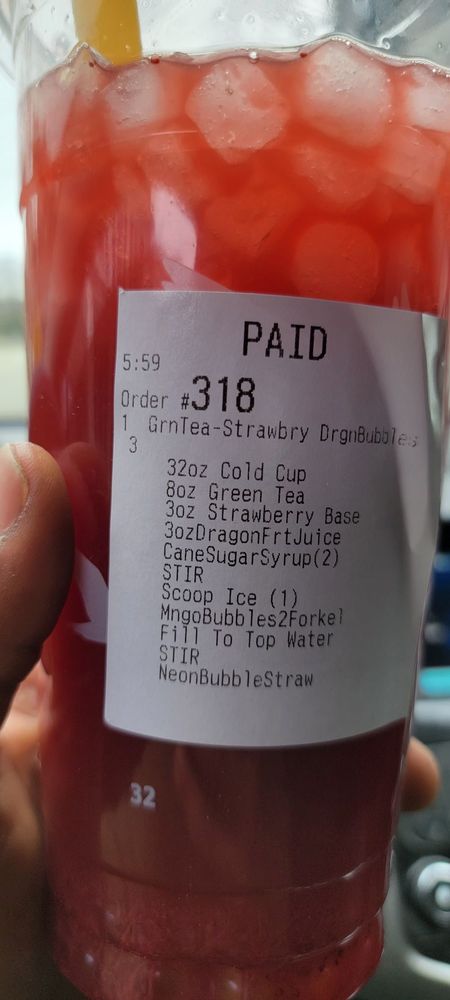 PAID
5:59
Order #318
1 GrnTea-Strawbry DrgnBubbles
3
32oz Cold Cup
8oz Green Tea
3oz Strawberry Base
3ozDragonFrtJuice
CaneSugarSyrup(2)
STIR
Scoop Ice (1)
MngoBubbles2Forkel
Fill To Top Water
STIR
NeonBubbleStraw
32